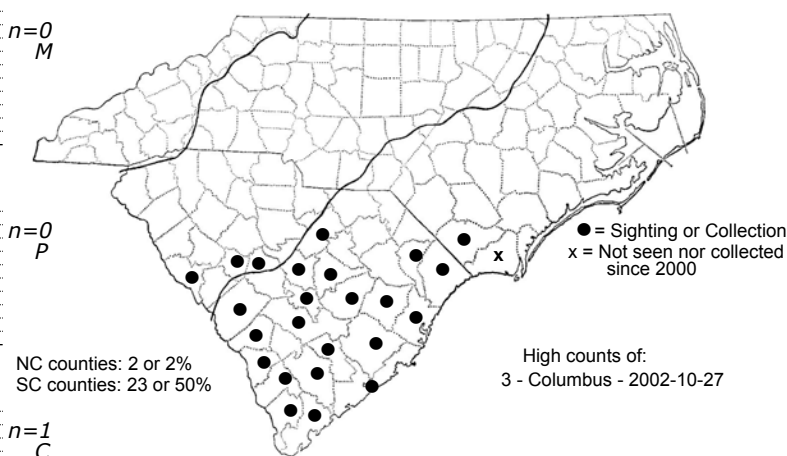 n=0
M
n=0
P
● = Sighting or Collection
x
x = Not seen nor collected
since 2000
NC counties: 2 or 2%
SC counties: 23 or 50%
High counts of:
3 - Columbus - 2002-10-27
n=1
C